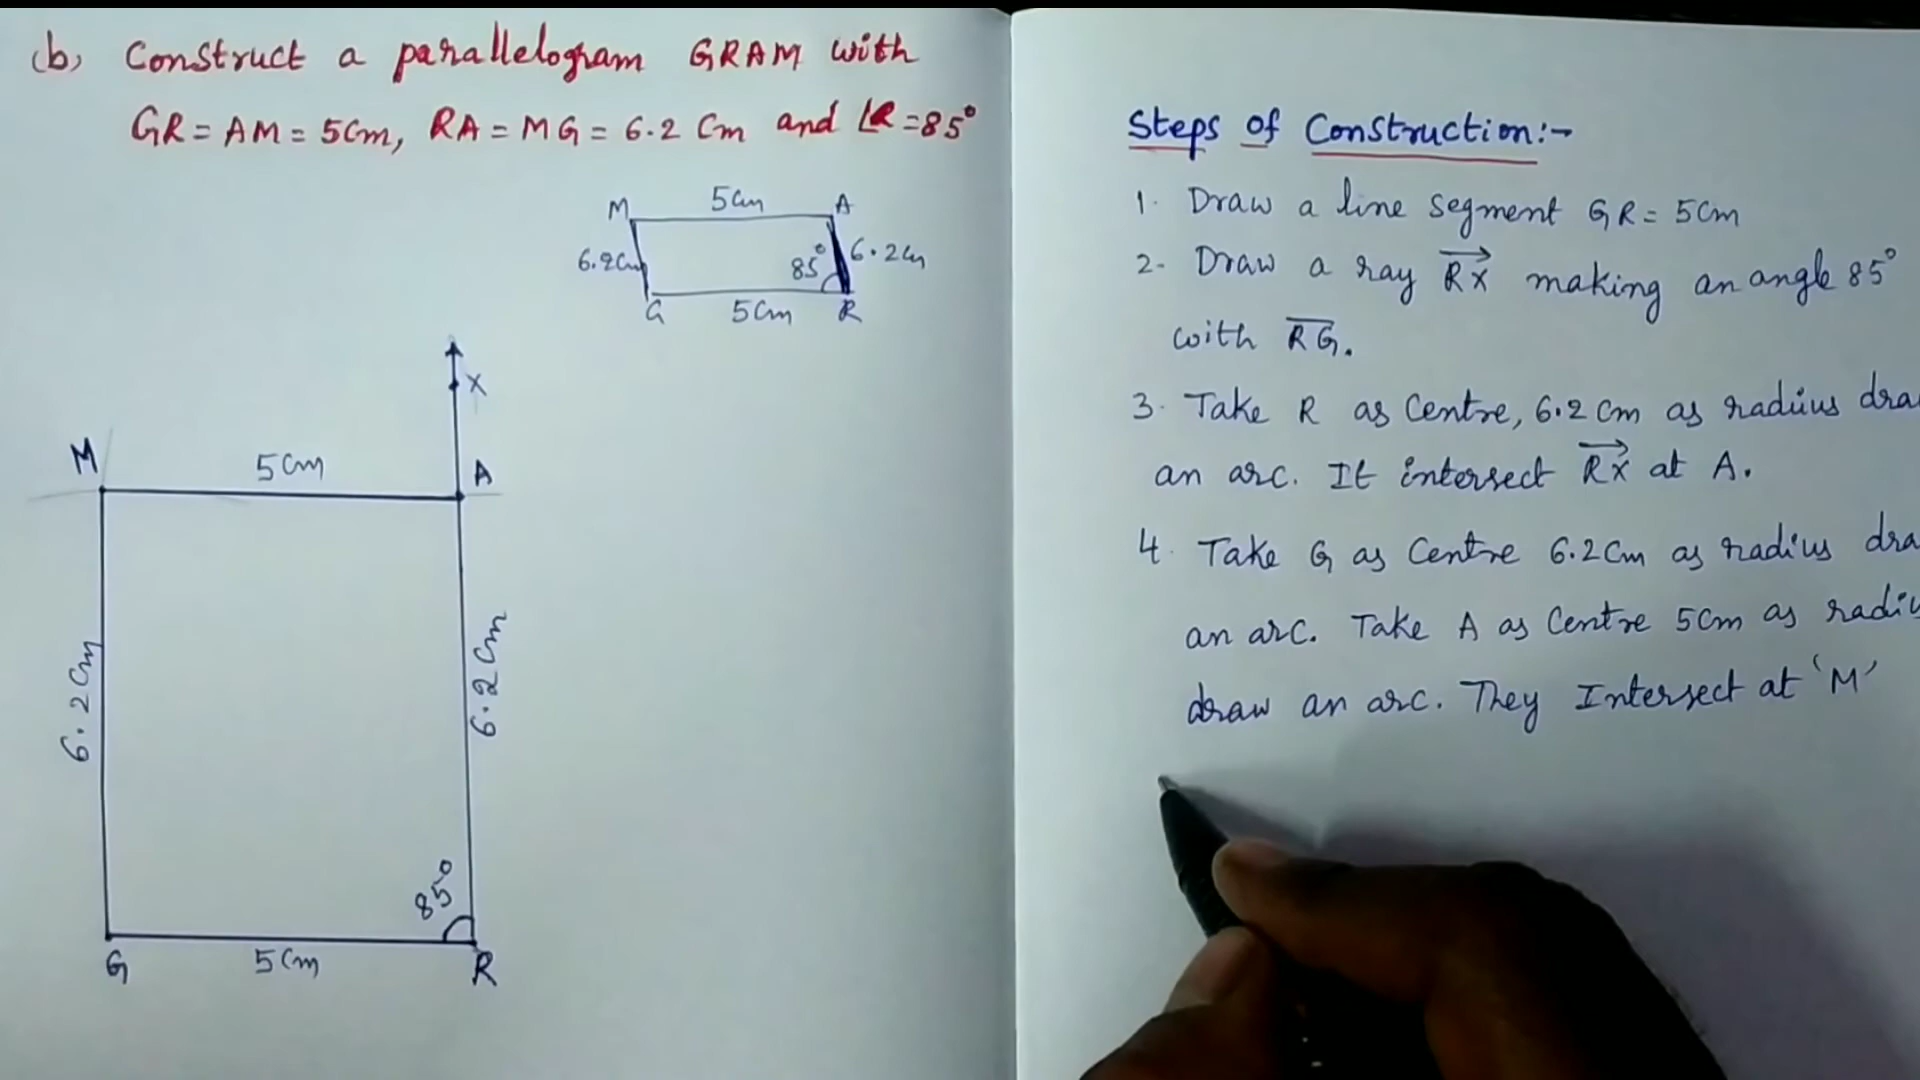 (b) Construct a parallelogram GRAM with
GR = AM = 5cm, RA = MG = 6.2 cm and ∠R = 85°
M 5cm A
6.2cm 85° 6.2cm
G 5cm R
X
M 5cm A
6.2cm 6.2cm
85°
G 5cm R
Steps of Construction:-
1. Draw a line segment GR = 5cm
2. Draw a ray RX making an angle 85°
with RG.
3. Take R as Centre, 6.2 cm as radius dra
an arc. It intersect RX at A.
4. Take G as Centre 6.2cm as radius dra
an arc. Take A as Centre 5cm as radiu
draw an arc. They Intersect at 'M'